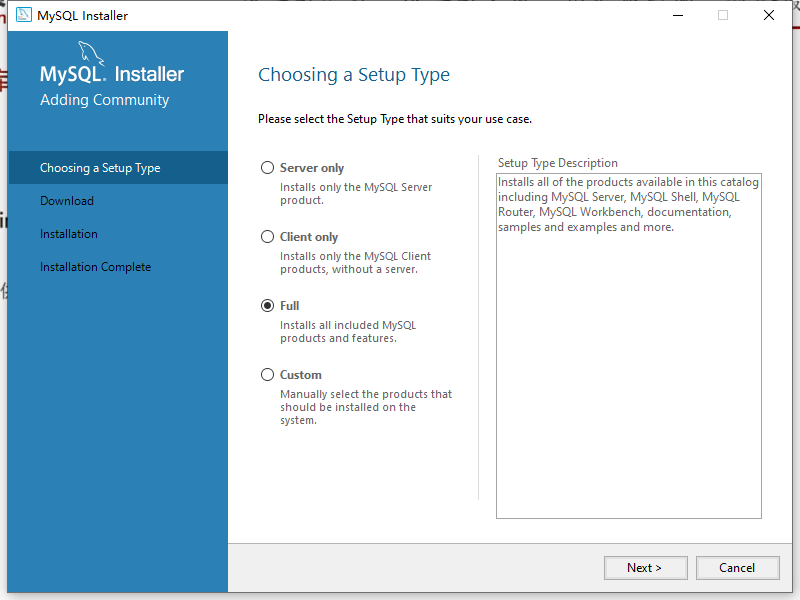 MySQL Installer
MySQL. Installer
Adding Community
Choosing a Setup Type
Download
Installation
Installation Complete
Choosing a Setup Type
Please select the Setup Type that suits your use case.
Server only
Installs only the MySQL Server
product.
Client only
Installs only the MySQL Client
products, without a server.
Full
Installs all included MySQL
products and features.
Custom
Manually select the products that
should be installed on the
system.
Setup Type Description
Installs all of the products available in this catalog
including MySQL Server, MySQL Shell, MySQL
Router, MySQL Workbench, documentation,
samples and examples and more.
Next >
Cancel